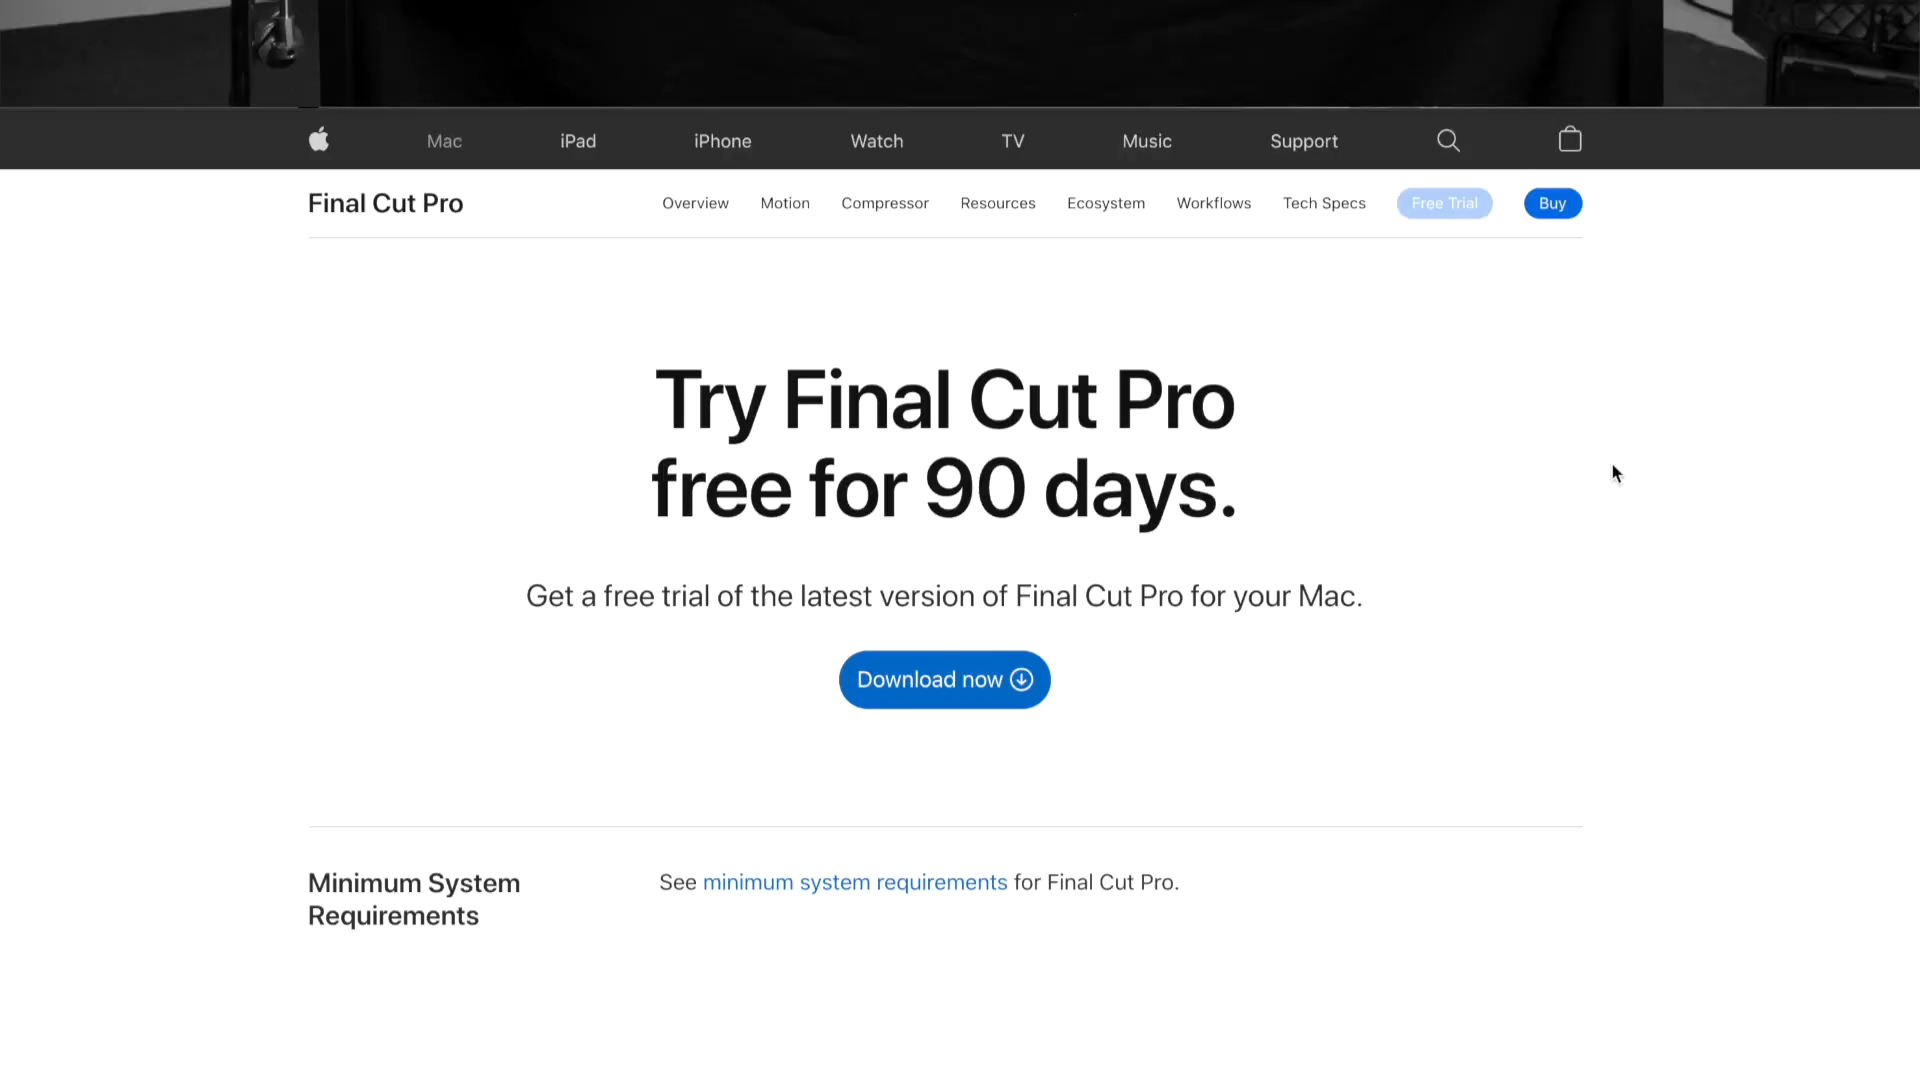 Mac iPad iPhone Watch TV Music Support
Final Cut Pro Overview Motion Compressor Resources Ecosystem Workflows Tech Specs Free Trial Buy
Try Final Cut Pro
free for 90 days.
Get a free trial of the latest version of Final Cut Pro for your Mac.
Download now
Minimum System
Requirements
See minimum system requirements for Final Cut Pro.